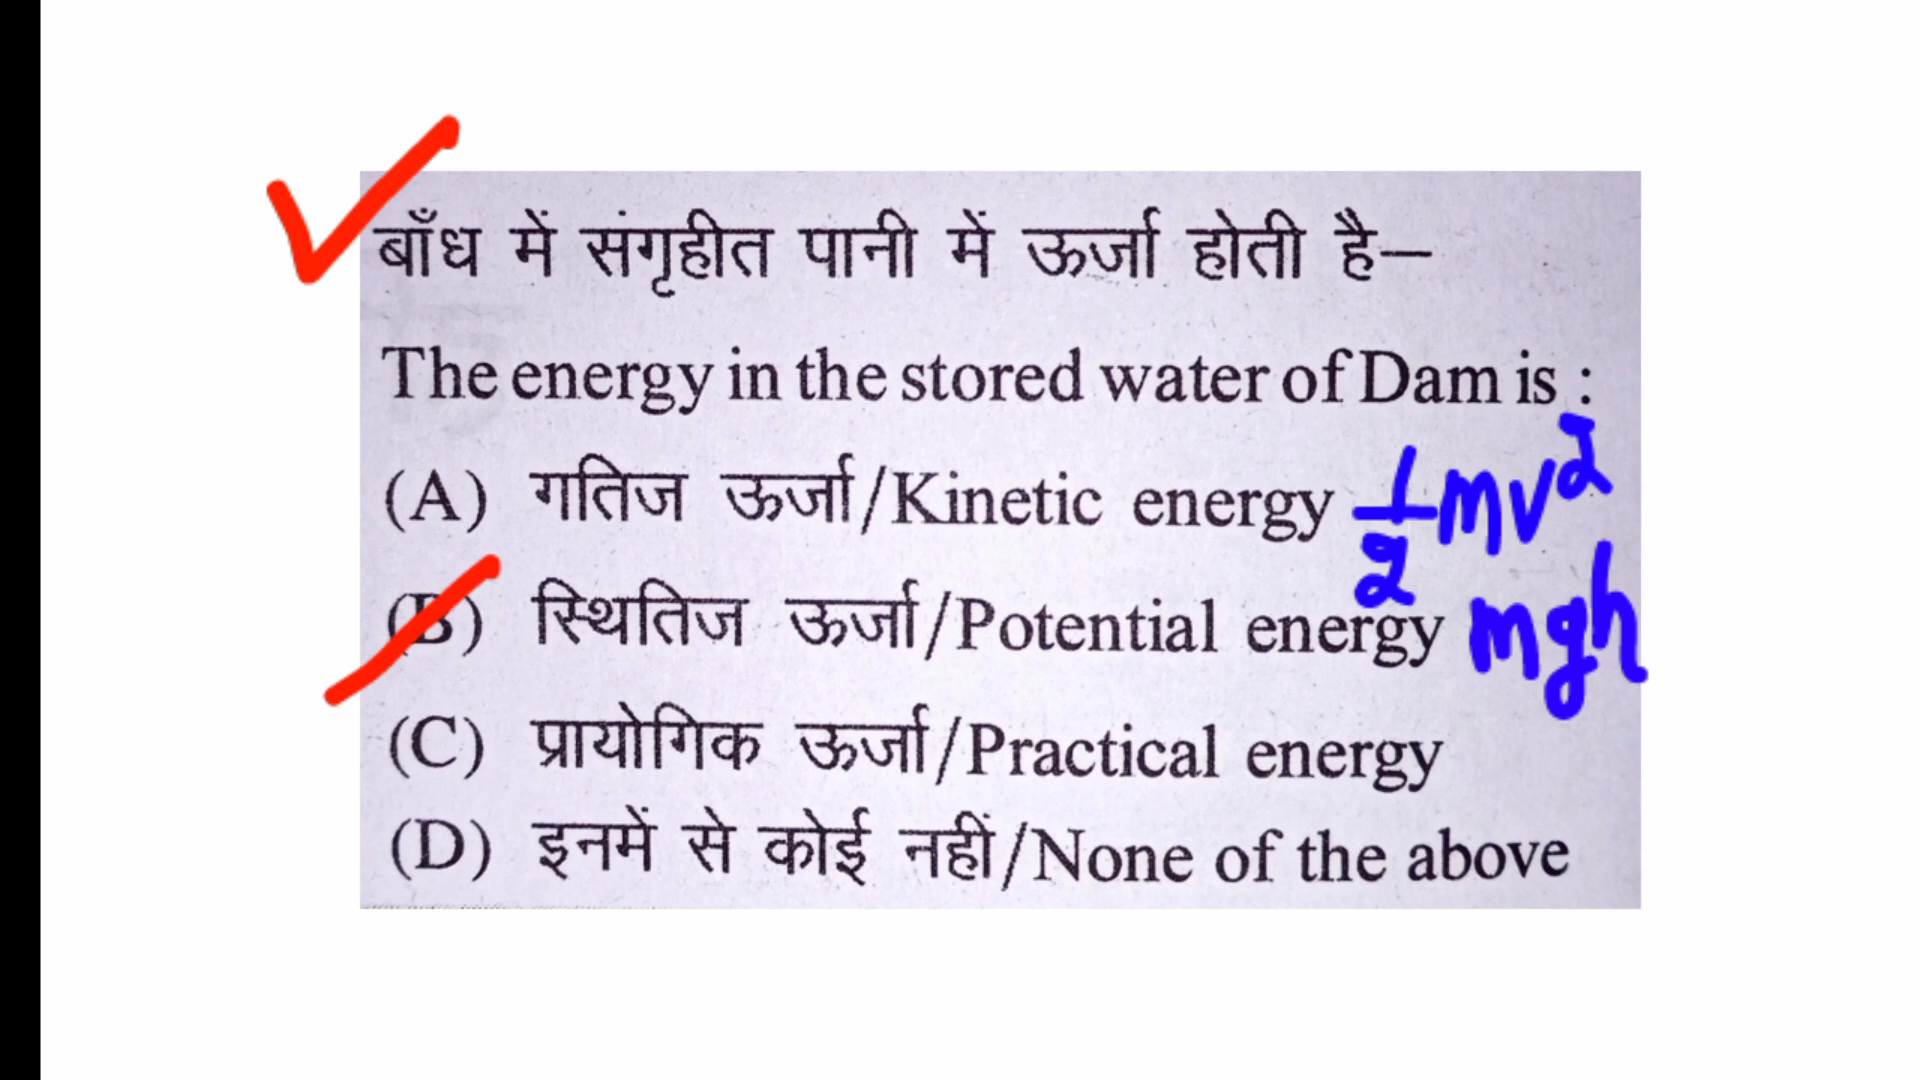 बाँध में संगृहीत पानी में ऊर्जा होती है–
The energy in the stored water of Dam is :
(A) गतिज ऊर्जा/Kinetic energy 1/2 mv²
(B) स्थितिज ऊर्जा/Potential energy mgh
(C) प्रायोगिक ऊर्जा/Practical energy
(D) इनमें से कोई नहीं/None of the above